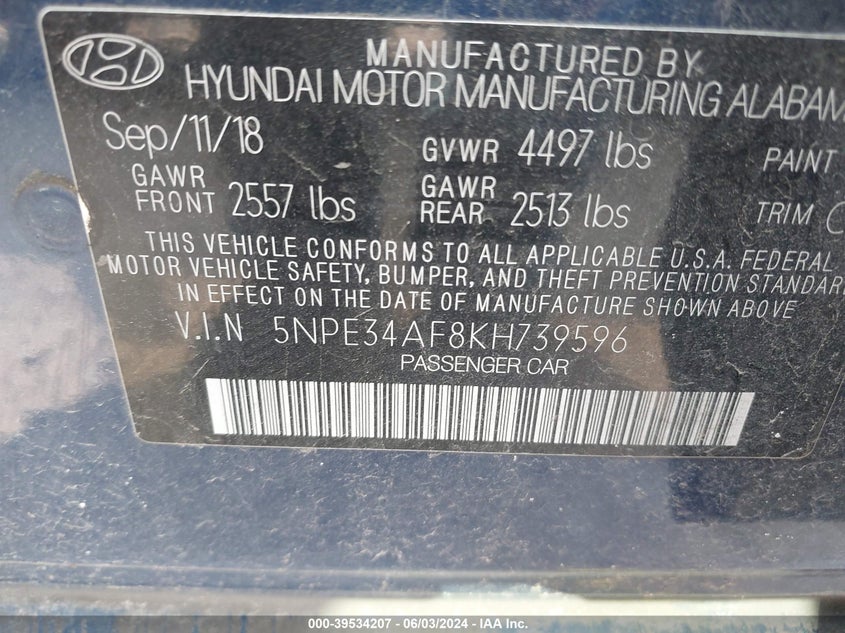 MANUFACTURED BY
HYUNDAI MOTOR MANUFACTURING
Sep/11/18 GVWR 4497 lbs PAINT
GAWR FRONT 2557 lbs GAWR REAR 2513 lbs TRIM
THIS VEHICLE CONFORMS TO ALL APPLICABLE U.S.A. FEDERAL
MOTOR VEHICLE SAFETY, BUMPER, AND THEFT PREVENTION
IN EFFECT ON THE DATE OF MANUFACTURE SHOWN ABOVE
V.I.N 5NPE34AF8KH739596
PASSENGER CAR
000-39534207 - 06/03/2024 - IAA Inc.